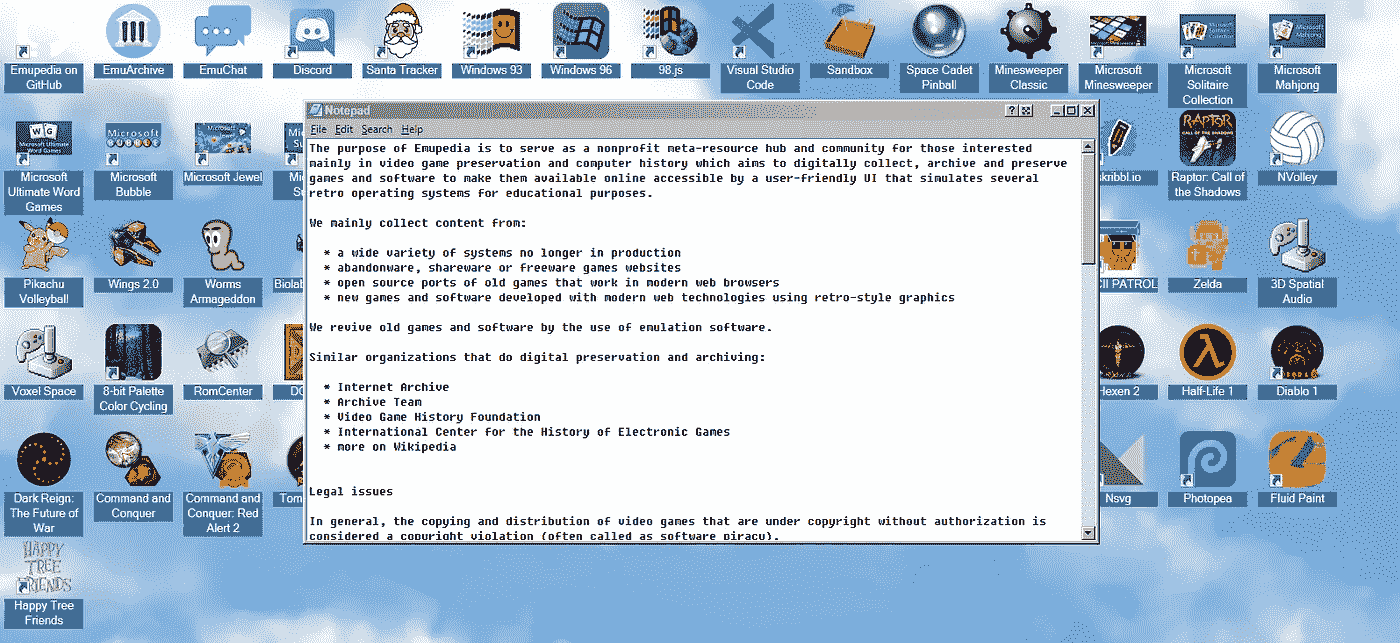 Emupedia on
GitHub
EmuArchive
EmuChat
Discord
Santa Tracker
Windows 93
Windows 96
98.js
Visual Studio
Code
Sandbox
Space Cadet
Pinball
Minesweeper
Classic
Microsoft
Minesweeper
Microsoft
Solitaire
Collection
Microsoft
Mahjong
Notepad
File Edit Search Help
The purpose of Emupedia is to serve as a nonprofit meta-resource hub and community for those interested
mainly in video game preservation and computer history which aims to digitally collect, archive and preserve
games and software to make them available online accessible by a user-friendly UI that simulates several
retro operating systems for educational purposes.
We mainly collect content from:
* a wide variety of systems no longer in production
* abandonware, shareware or freeware games websites
* open source ports of old games that work in modern web browsers
* new games and software developed with modern web technologies using retro-style graphics
We revive old games and software by the use of emulation software.
Similar organizations that do digital preservation and archiving:
* Internet Archive
* Archive Team
* Video Game History Foundation
* International Center for the History of Electronic Games
* more on Wikipedia
Legal issues
In general, the copying and distribution of video games that are under copyright without authorization is
considered a copyright violation (often called as software piracy).
Microsoft
Ultimate Word
Games
Microsoft
Bubble
Microsoft Jewel
skribbl.io
RAPTOR
CALL OF THE SHADOWS
Raptor: Call of
the Shadows
NVolley
Pikachu
Volleyball
Wings 2.0
Worms
Armageddon
CII PATROL
Zelda
3D Spatial
Audio
Voxel Space
8-bit Palette
Color Cycling
RomCenter
Hexen 2
Half-Life 1
Diablo 1
Dark Reign:
The Future of
War
Command and
Conquer
Command and
Conquer: Red
Alert 2
Tom
Nsvg
Photopea
Fluid Paint
HAPPY
TREE
FRIENDS
Happy Tree
Friends